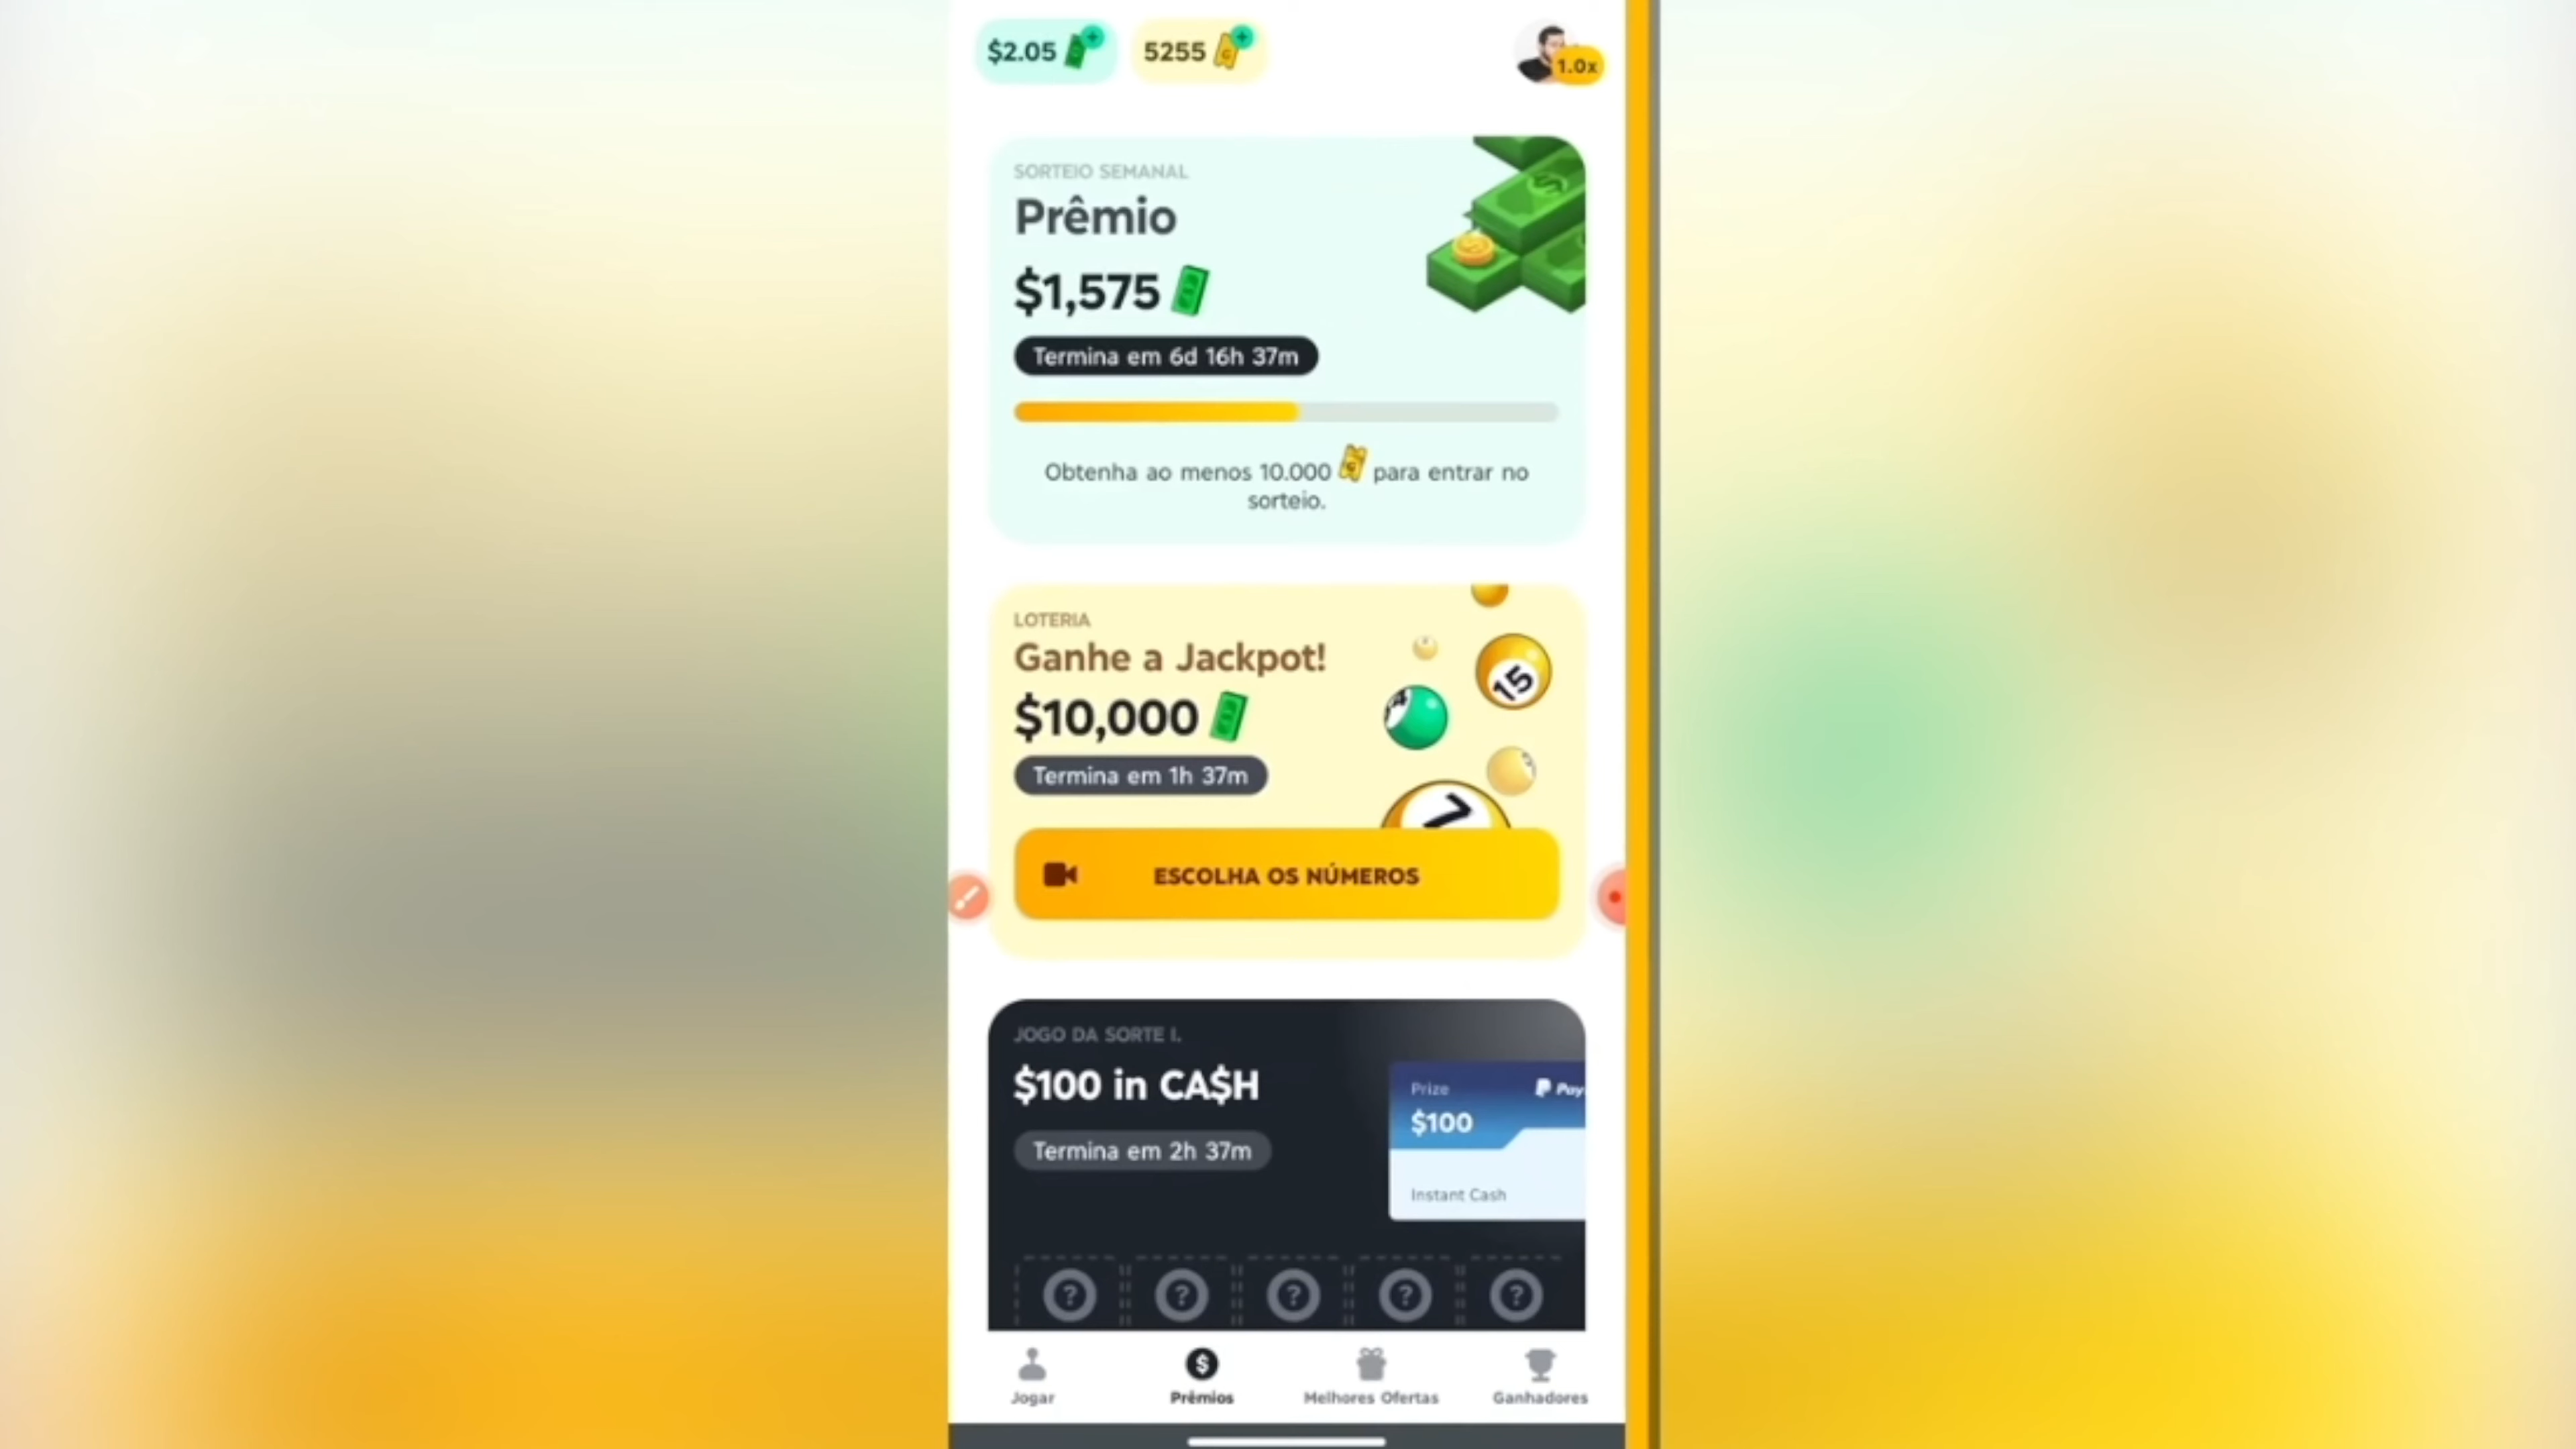 $2.05
5255
1.0x
SORTEIO SEMANAL
Prêmio
$1,575
Termina em 6d 16h 37m
Obtenha ao menos 10.000 para entrar no
sorteio.
LOTERIA
Ganhe a Jackpot!
$10,000
15
Termina em 1h 37m
7
ESCOLHA OS NÚMEROS
JOGO DA SORTE I.
$100 in CA$H
Prize
Pay
$100
Termina em 2h 37m
Instant Cash
? ? ? ? ?
Jogar
Prêmios
Melhores Ofertas
Ganhadores